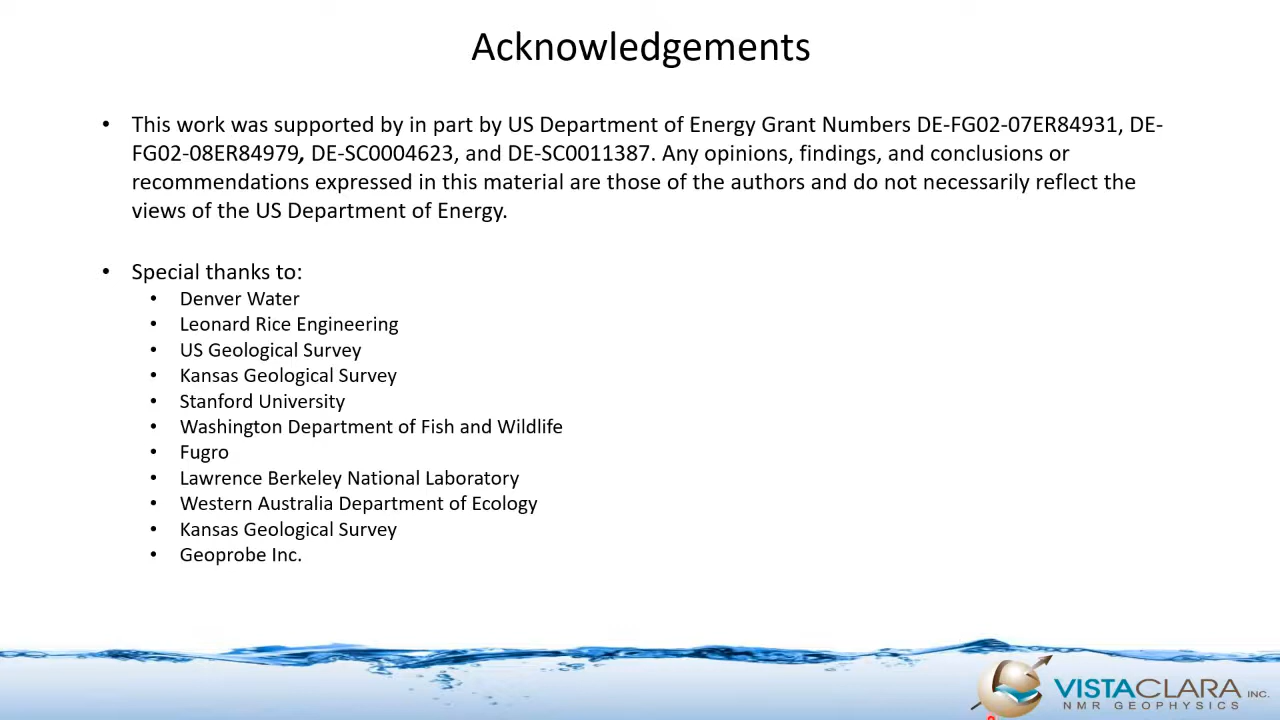 Acknowledgements
• This work was supported by in part by US Department of Energy Grant Numbers DE-FG02-07ER84931, DE-
FG02-08ER84979, DE-SC0004623, and DE-SC0011387. Any opinions, findings, and conclusions or
recommendations expressed in this material are those of the authors and do not necessarily reflect the
views of the US Department of Energy.
• Special thanks to:
• Denver Water
• Leonard Rice Engineering
• US Geological Survey
• Kansas Geological Survey
• Stanford University
• Washington Department of Fish and Wildlife
• Fugro
• Lawrence Berkeley National Laboratory
• Western Australia Department of Ecology
• Kansas Geological Survey
• Geoprobe Inc.
VISTACLARA INC.
NMR GEOPHYSICS